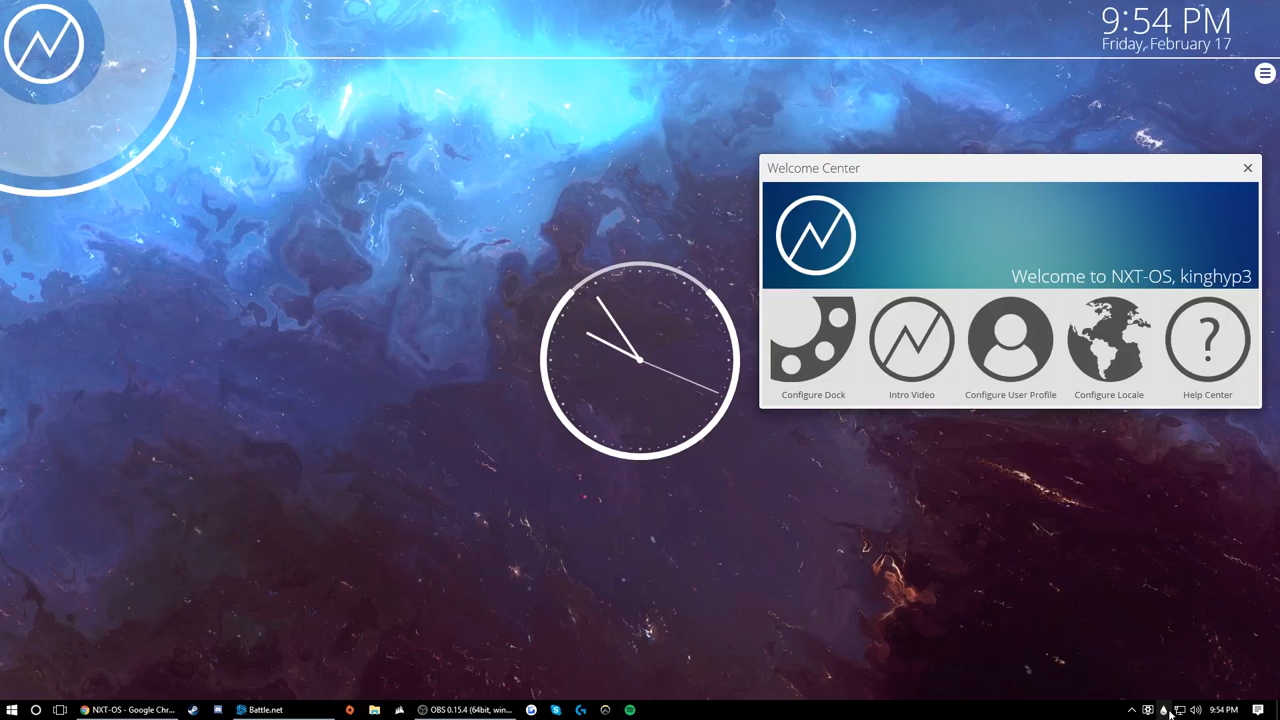 9:54 PM
Friday, February 17
Welcome Center
Welcome to NXT-OS, kinghyp3
Configure Dock
Intro Video
Configure User Profile
Configure Locale
Help Center
NXT-OS - Google Chr...
Battle.net
OBS 0.15.4 (64bit, win...
9:54 PM